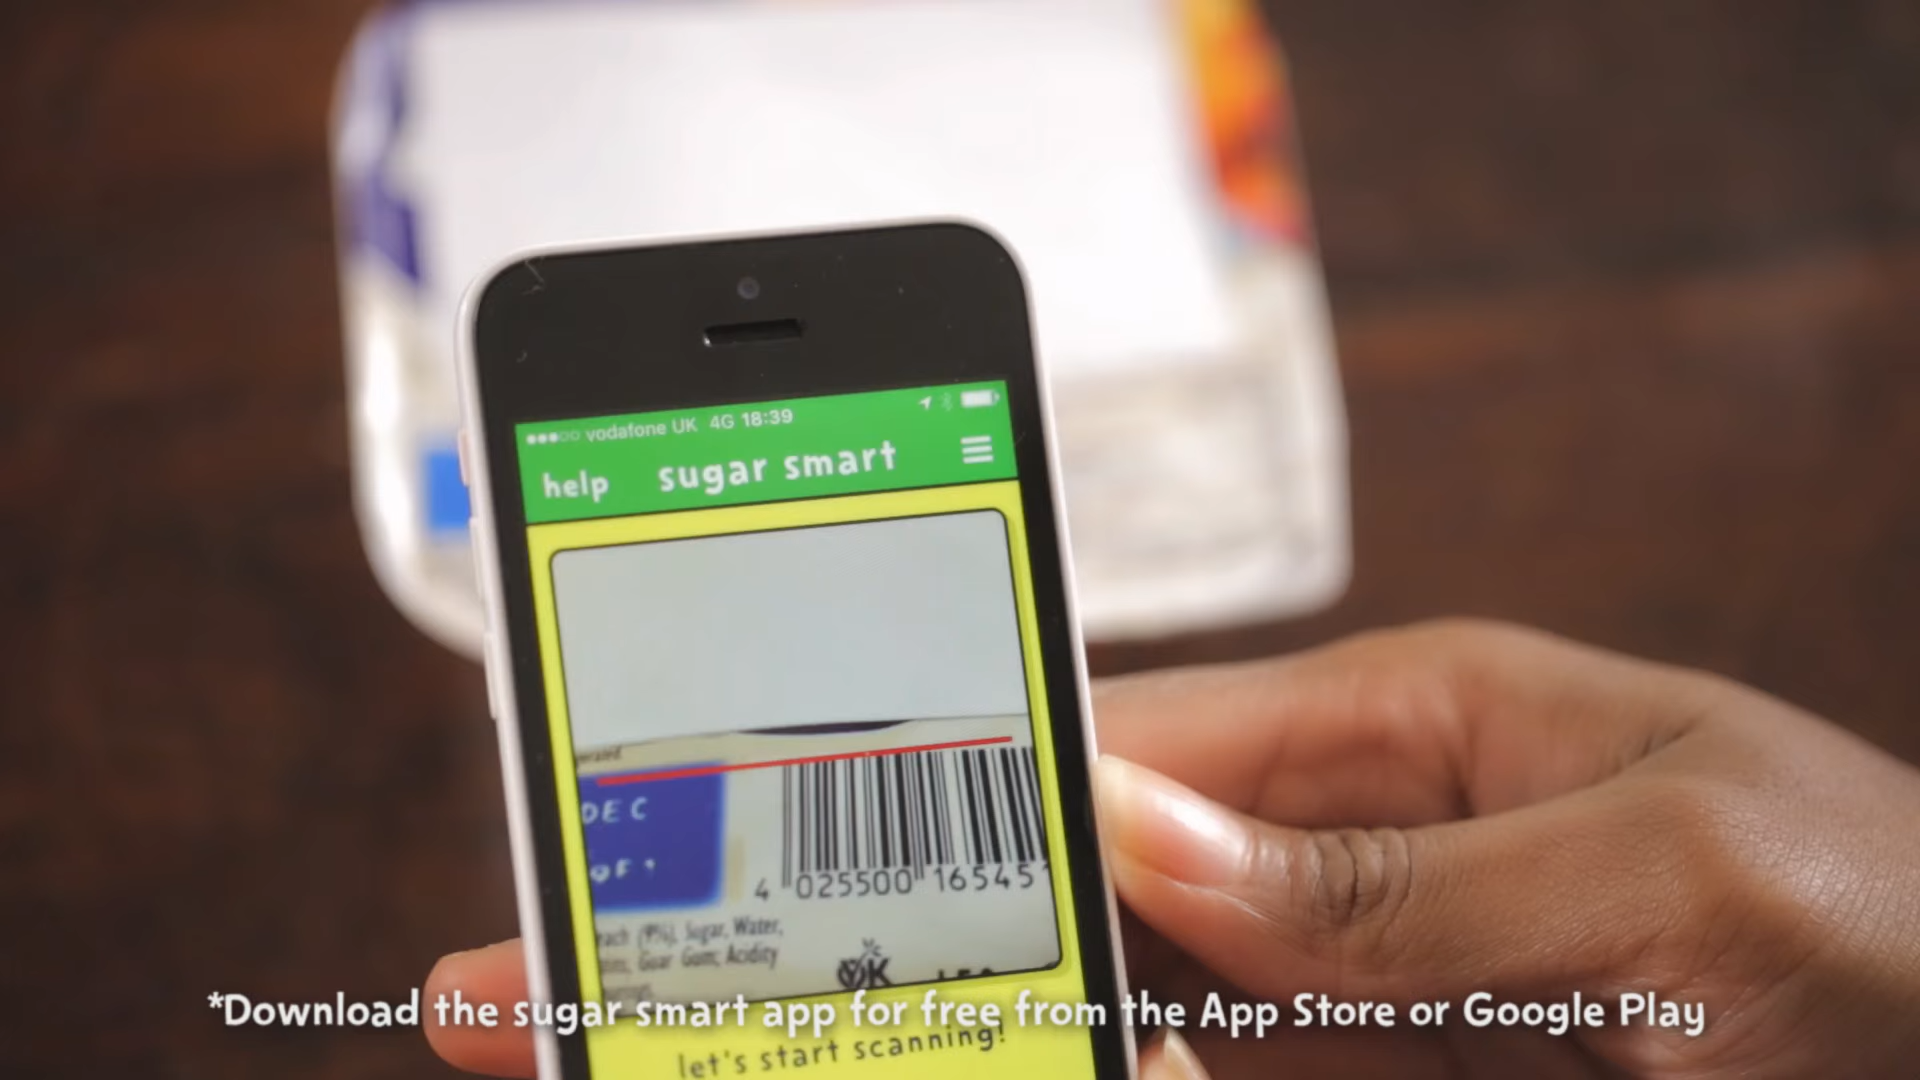 vodafone UK 4G 18:39
help sugar smart
DEC
4 025500 16545
(9%), Sugar, Water,
Guar Gum; Acidity
*Download the sugar smart app for free from the App Store or Google Play
let's start scanning!